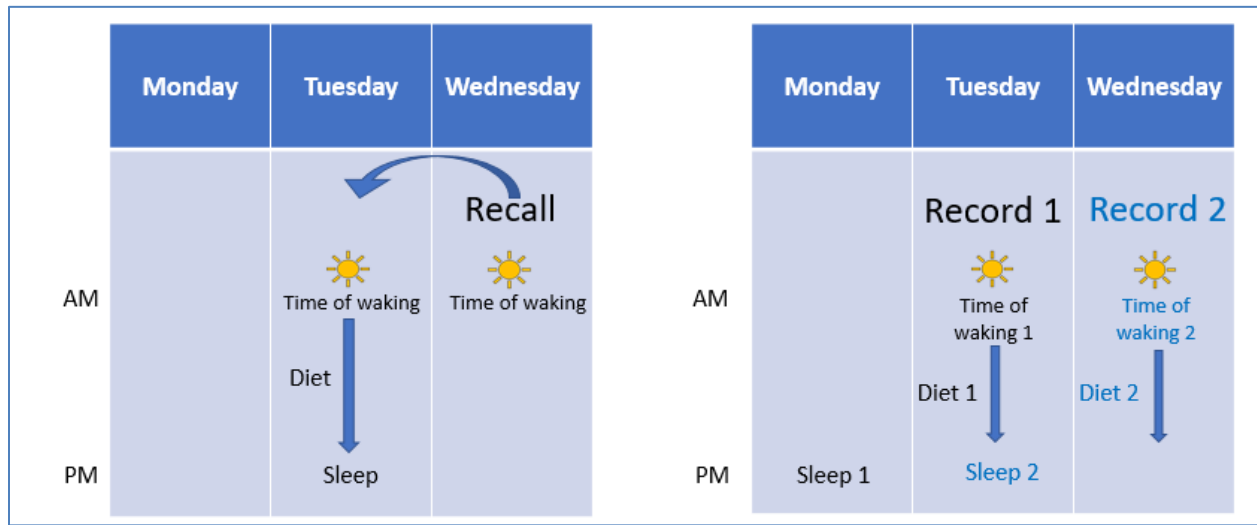 Monday Tuesday Wednesday
Recall
AM
Time of waking Time of waking
Diet
PM
Sleep
Monday Tuesday Wednesday
Record 1 Record 2
AM
Time of
waking 1
Time of
waking 2
Diet 1 Diet 2
PM
Sleep 1 Sleep 2